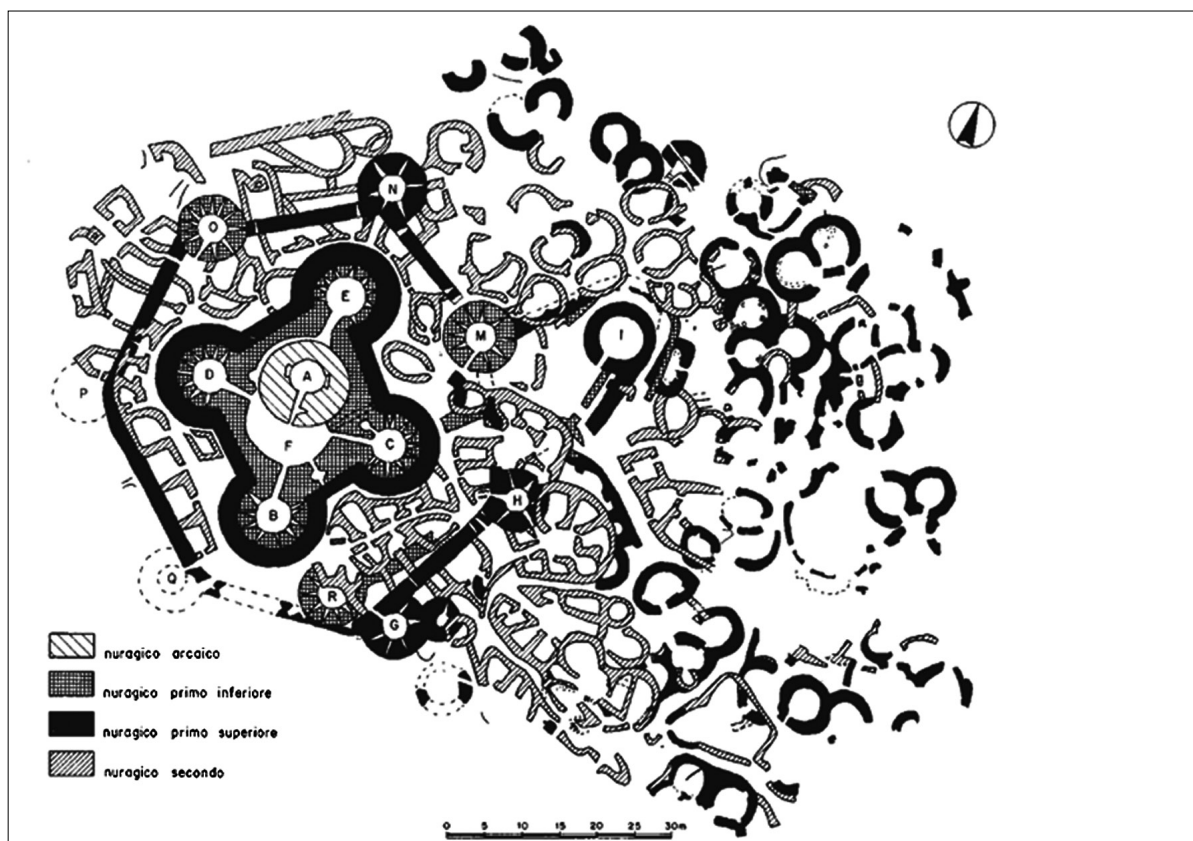 N
O
E
M
I
D
A
P
F
C
H
B
Q
R
G
nuragico arcaico
nuragico primo inferiore
nuragico primo superiore
nuragico secondo
0 5 10 15 20 25 30m